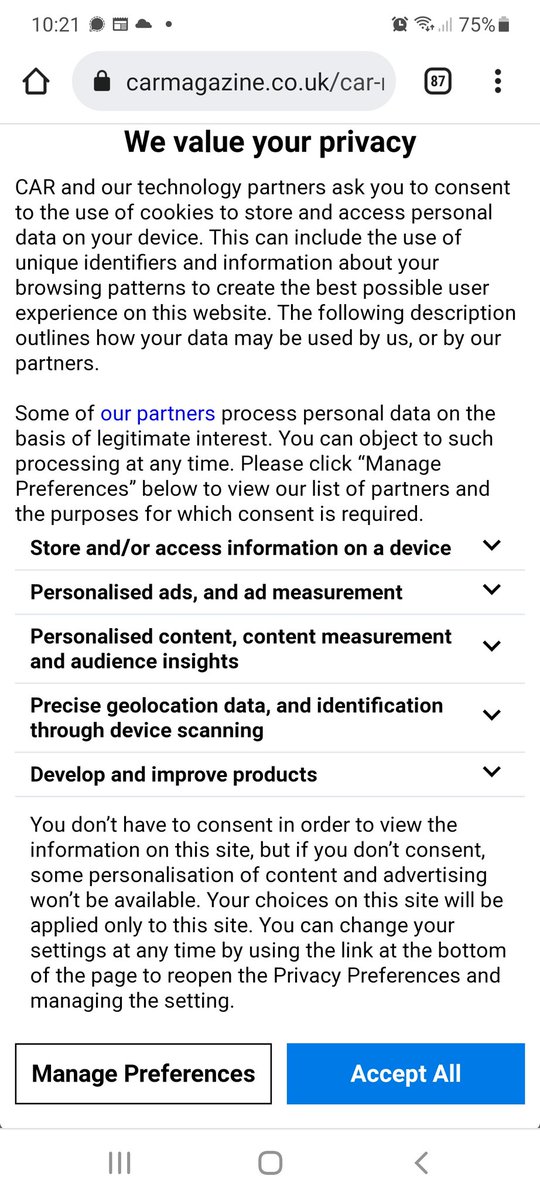 10:21
75%
carmagazine.co.uk/car-
87
We value your privacy
CAR and our technology partners ask you to consent
to the use of cookies to store and access personal
data on your device. This can include the use of
unique identifiers and information about your
browsing patterns to create the best possible user
experience on this website. The following description
outlines how your data may be used by us, or by our
partners.
Some of our partners process personal data on the
basis of legitimate interest. You can object to such
processing at any time. Please click “Manage
Preferences” below to view our list of partners and
the purposes for which consent is required.
Store and/or access information on a device
Personalised ads, and ad measurement
Personalised content, content measurement
and audience insights
Precise geolocation data, and identification
through device scanning
Develop and improve products
You don’t have to consent in order to view the
information on this site, but if you don’t consent,
some personalisation of content and advertising
won’t be available. Your choices on this site will be
applied only to this site. You can change your
settings at any time by using the link at the bottom
of the page to reopen the Privacy Preferences and
managing the setting.
Manage Preferences
Accept All